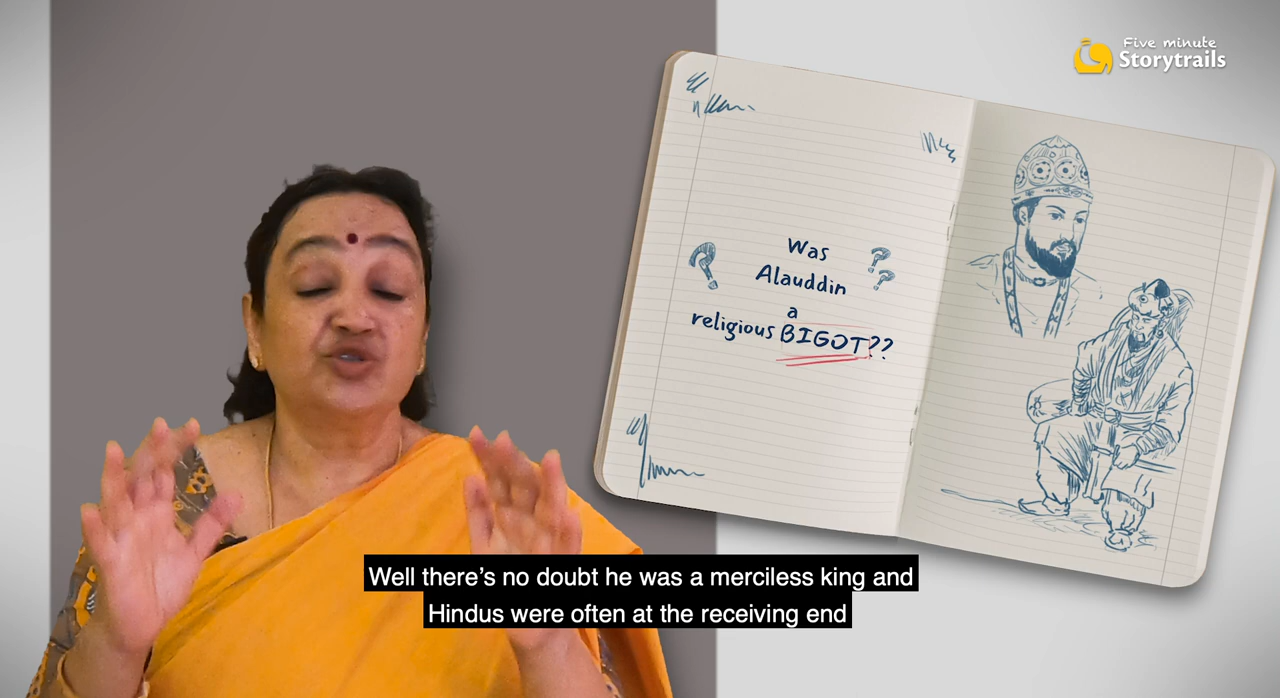 Five minute
Storytrails
Was
Alauddin
a
religious BIGOT??
? ? ?
Well there's no doubt he was a merciless king and
Hindus were often at the receiving end